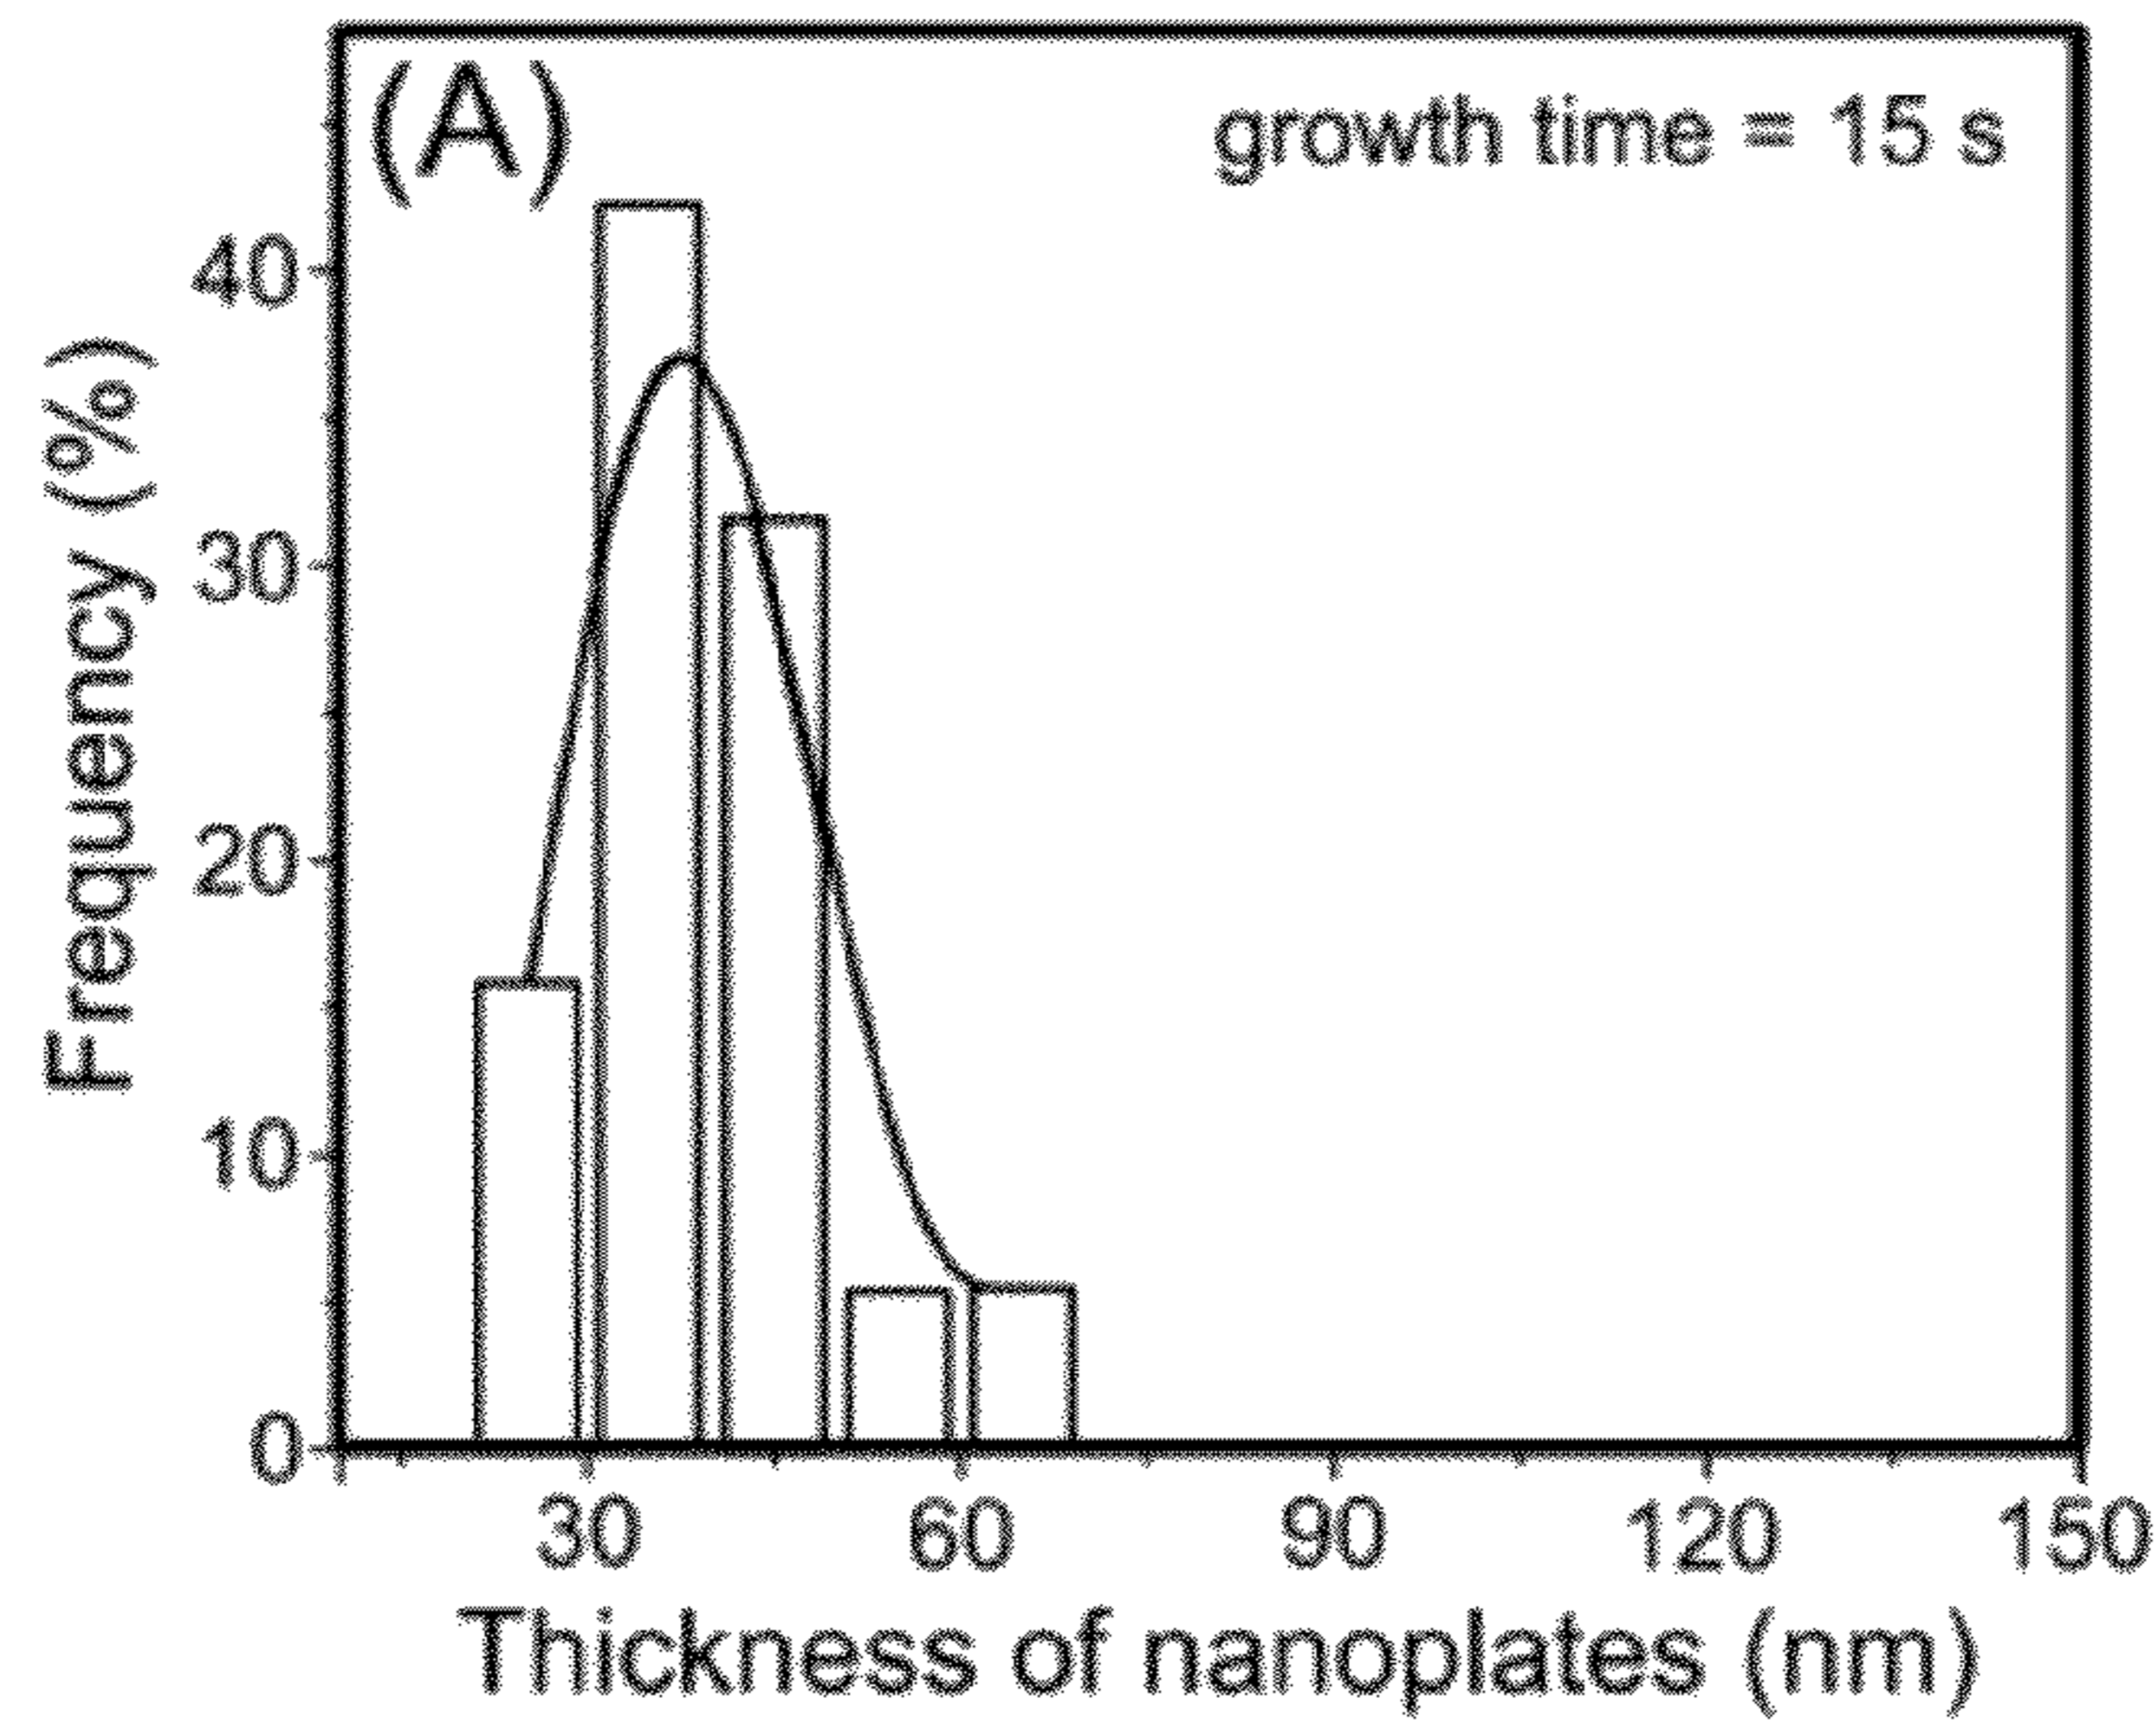 (A)
growth time = 15 s
Frequency (%)
40
30
20
10
0
30 60 90 120 150
Thickness of nanoplates (nm)